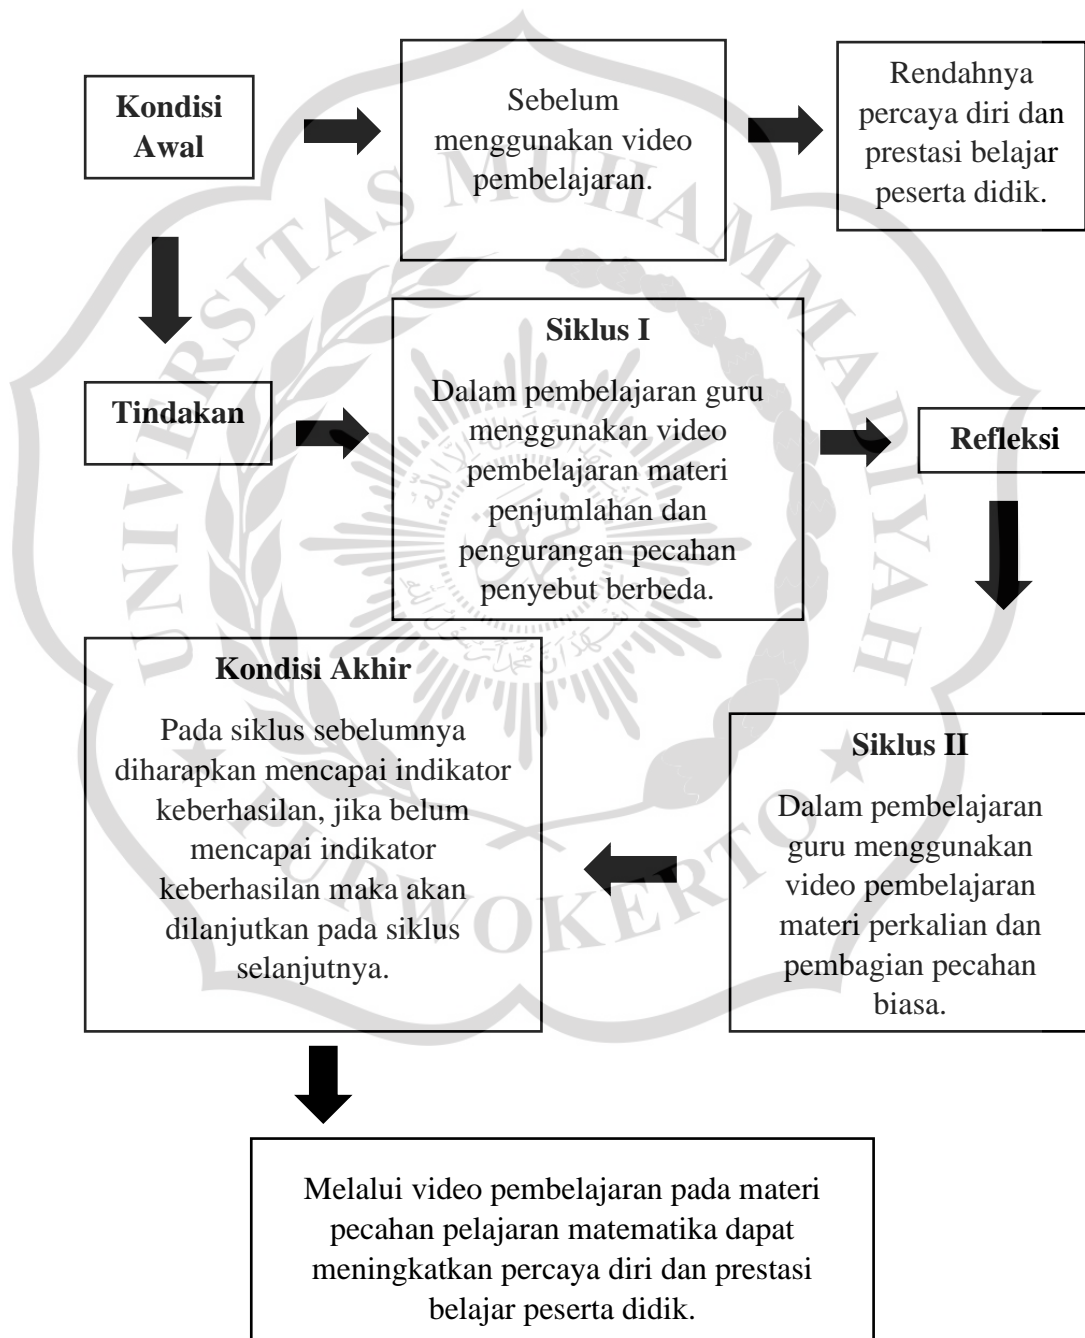 Kondisi
Awal
Sebelum
menggunakan video
pembelajaran.
Rendahnya
percaya diri dan
prestasi belajar
peserta didik.
Tindakan
Siklus I
Dalam pembelajaran guru
menggunakan video
pembelajaran materi
penjumlahan dan
pengurangan pecahan
penyebut berbeda.
Refleksi
Siklus II
Dalam pembelajaran
guru menggunakan
video pembelajaran
materi perkalian dan
pembagian pecahan
biasa.
Kondisi Akhir
Pada siklus sebelumnya
diharapkan mencapai indikator
keberhasilan, jika belum
mencapai indikator
keberhasilan maka akan
dilanjutkan pada siklus
selanjutnya.
Melalui video pembelajaran pada materi
pecahan pelajaran matematika dapat
meningkatkan percaya diri dan prestasi
belajar peserta didik.
UNIVERSITAS MUHAMMADIYAH
PURWOKERTO